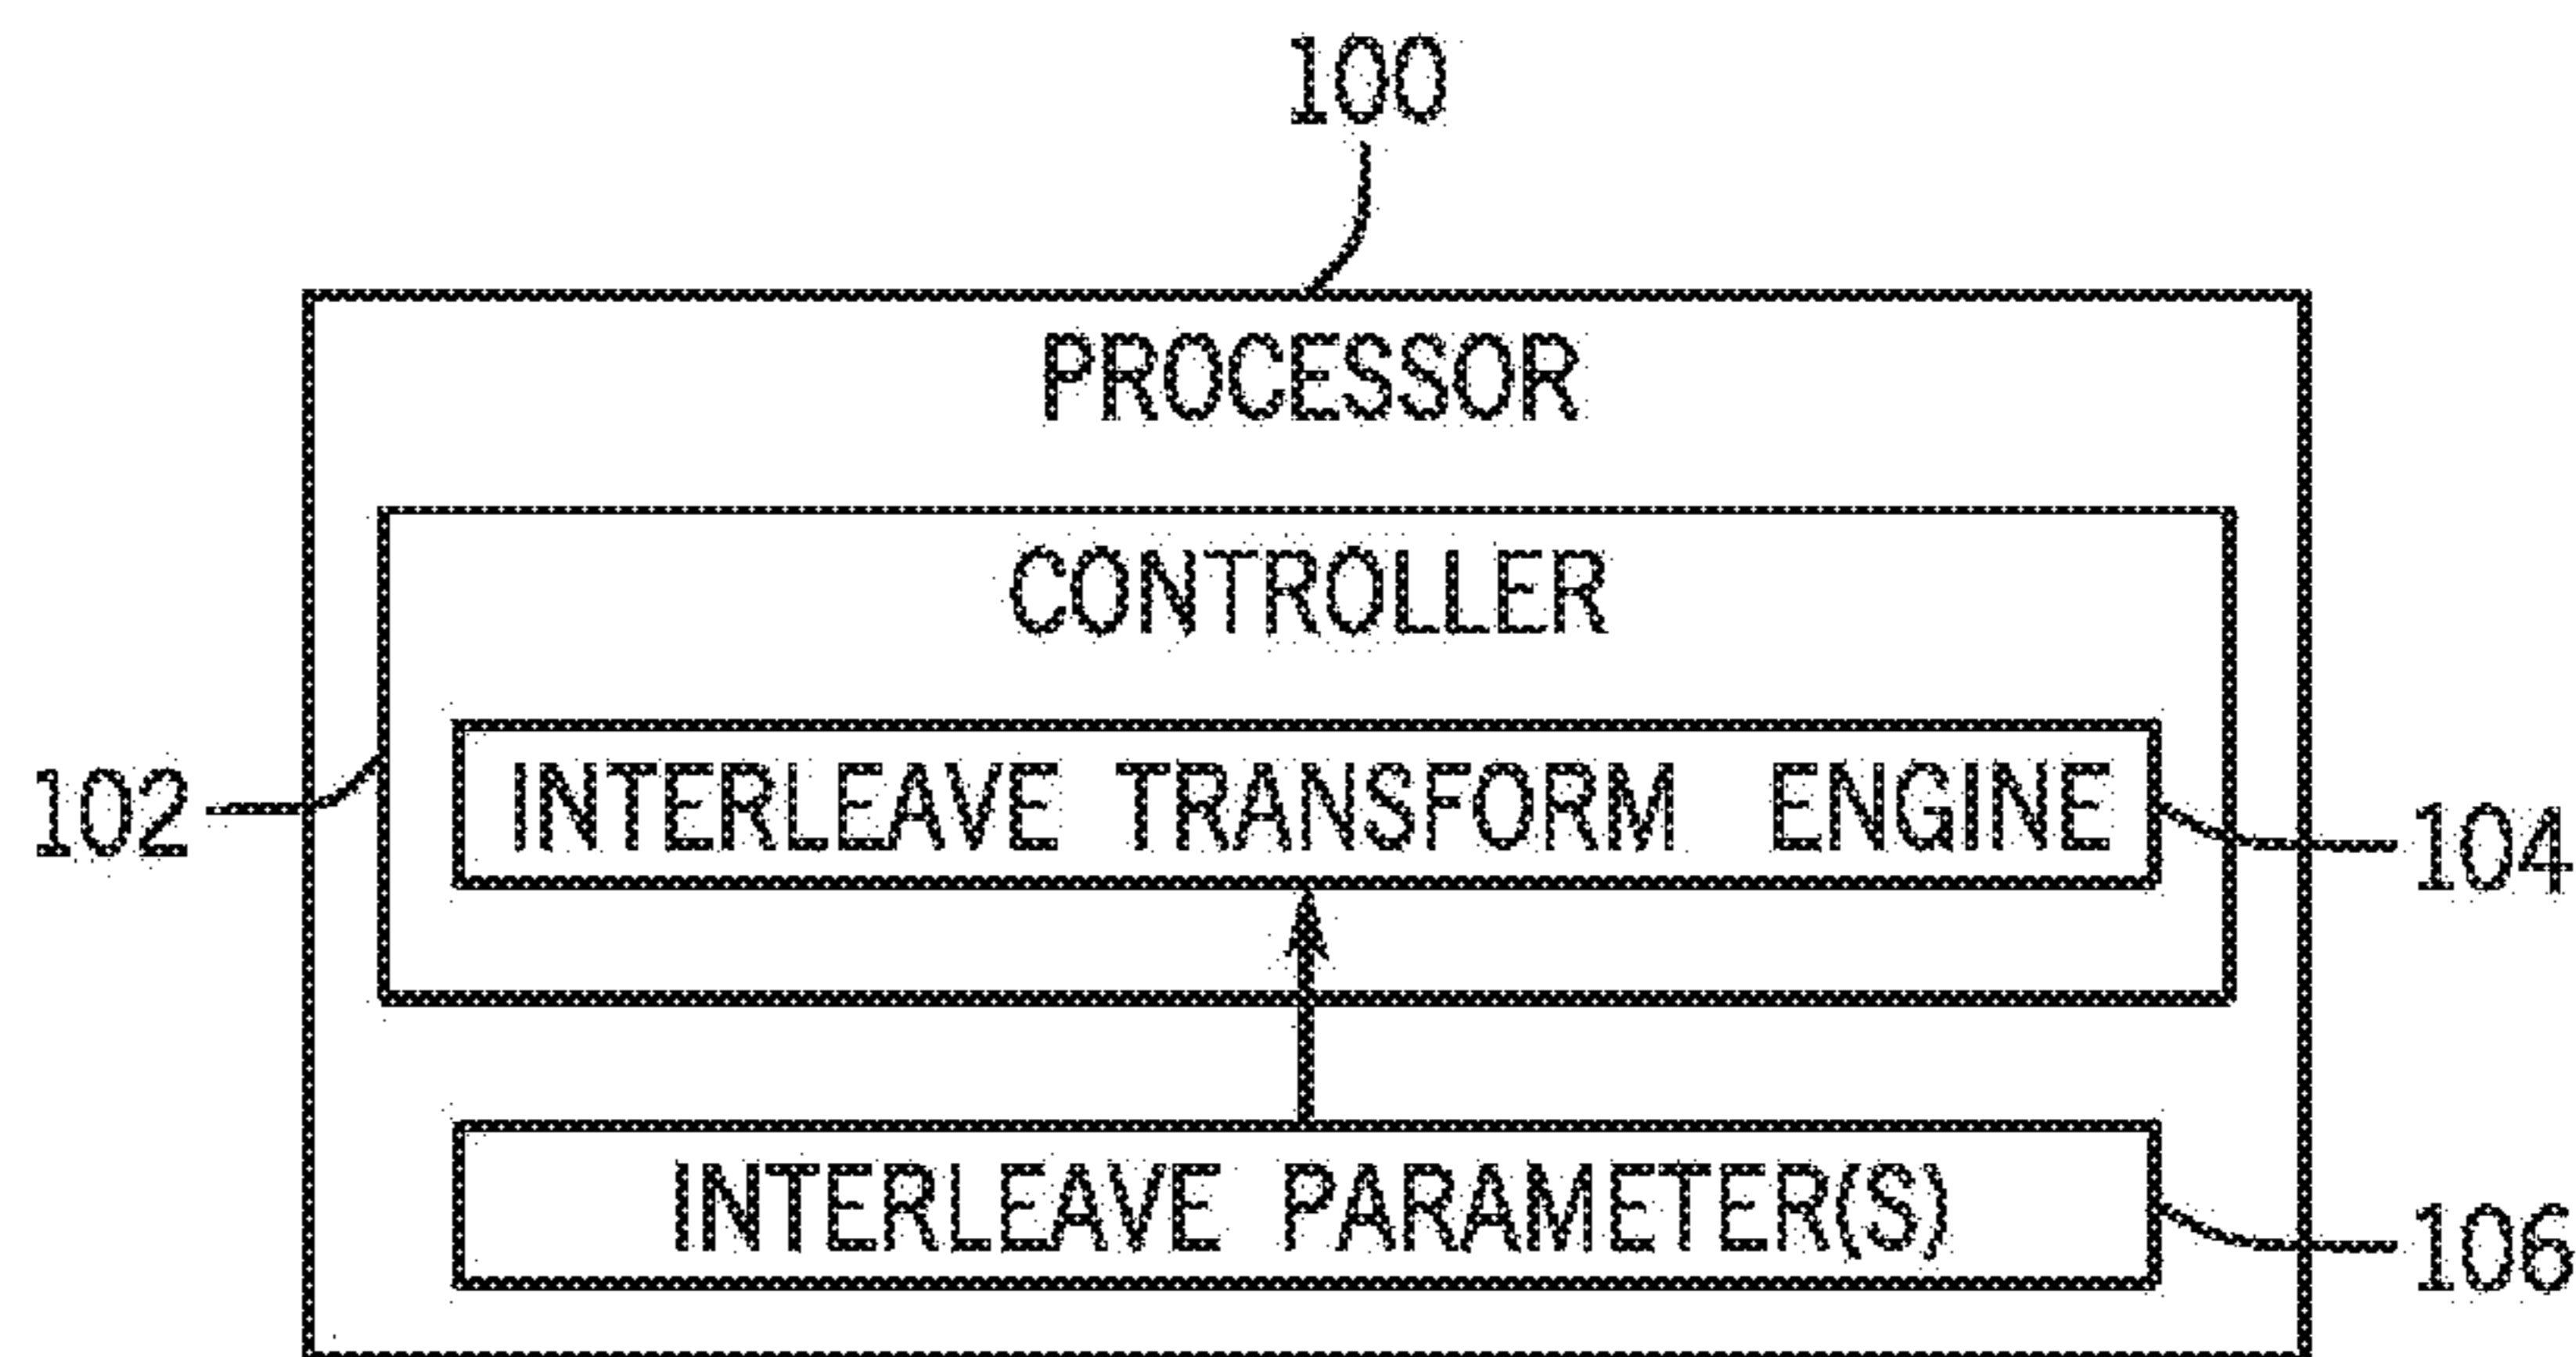 100
PROCESSOR
CONTROLLER
102
INTERLEAVE TRANSFORM ENGINE
104
INTERLEAVE PARAMETER(S)
106